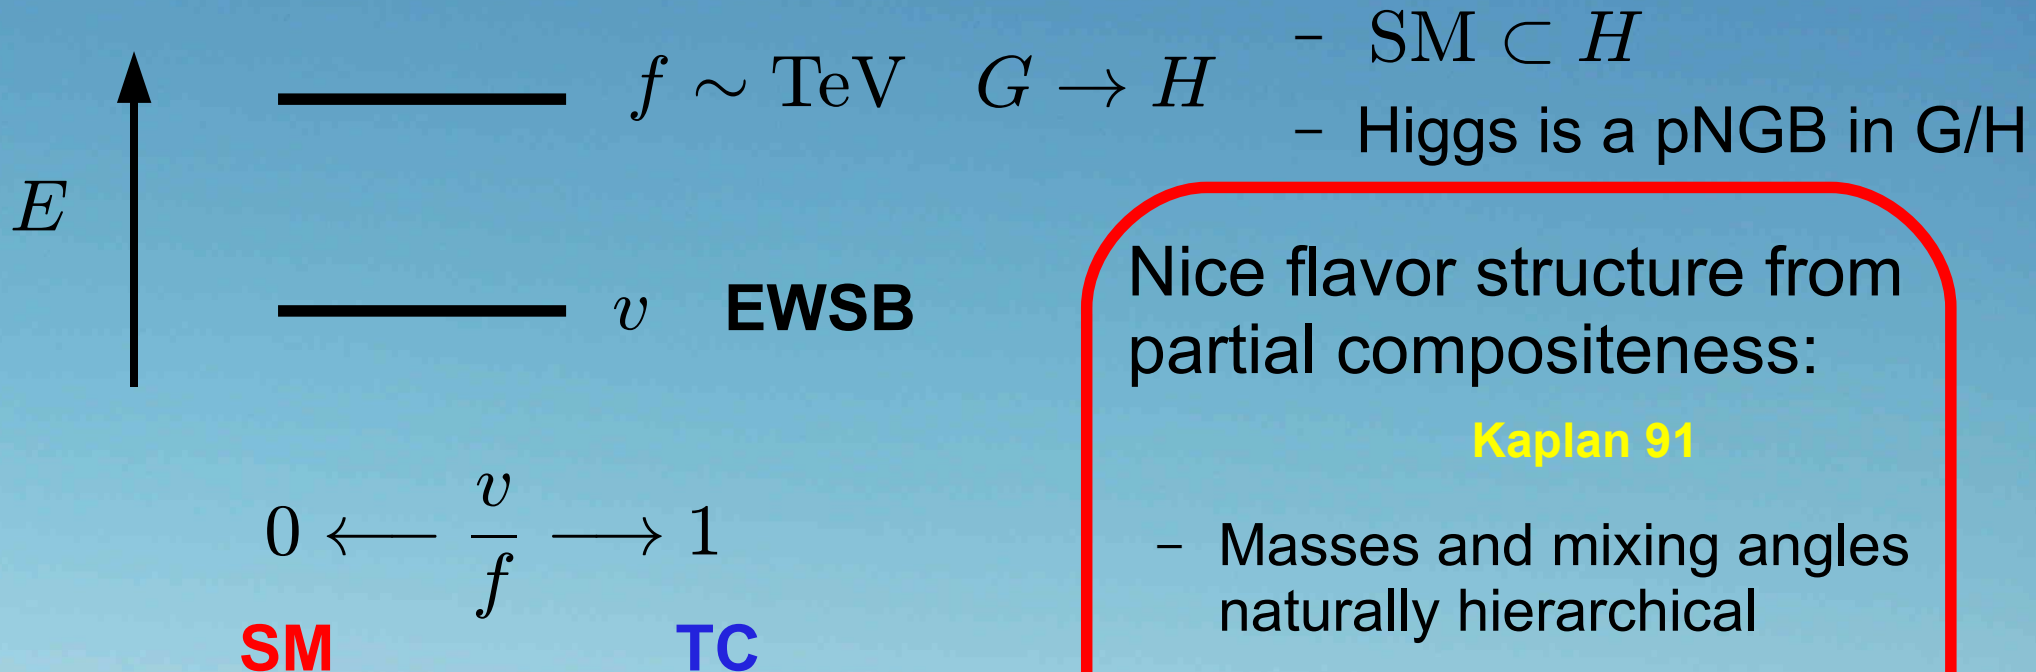 f ∼ TeV G → H
– SM ⊂ H
– Higgs is a pNGB in G/H
E
v EWSB
0 ⟵ v/f ⟶ 1
SM TC
Nice flavor structure from
partial compositeness:
Kaplan 91
– Masses and mixing angles
naturally hierarchical